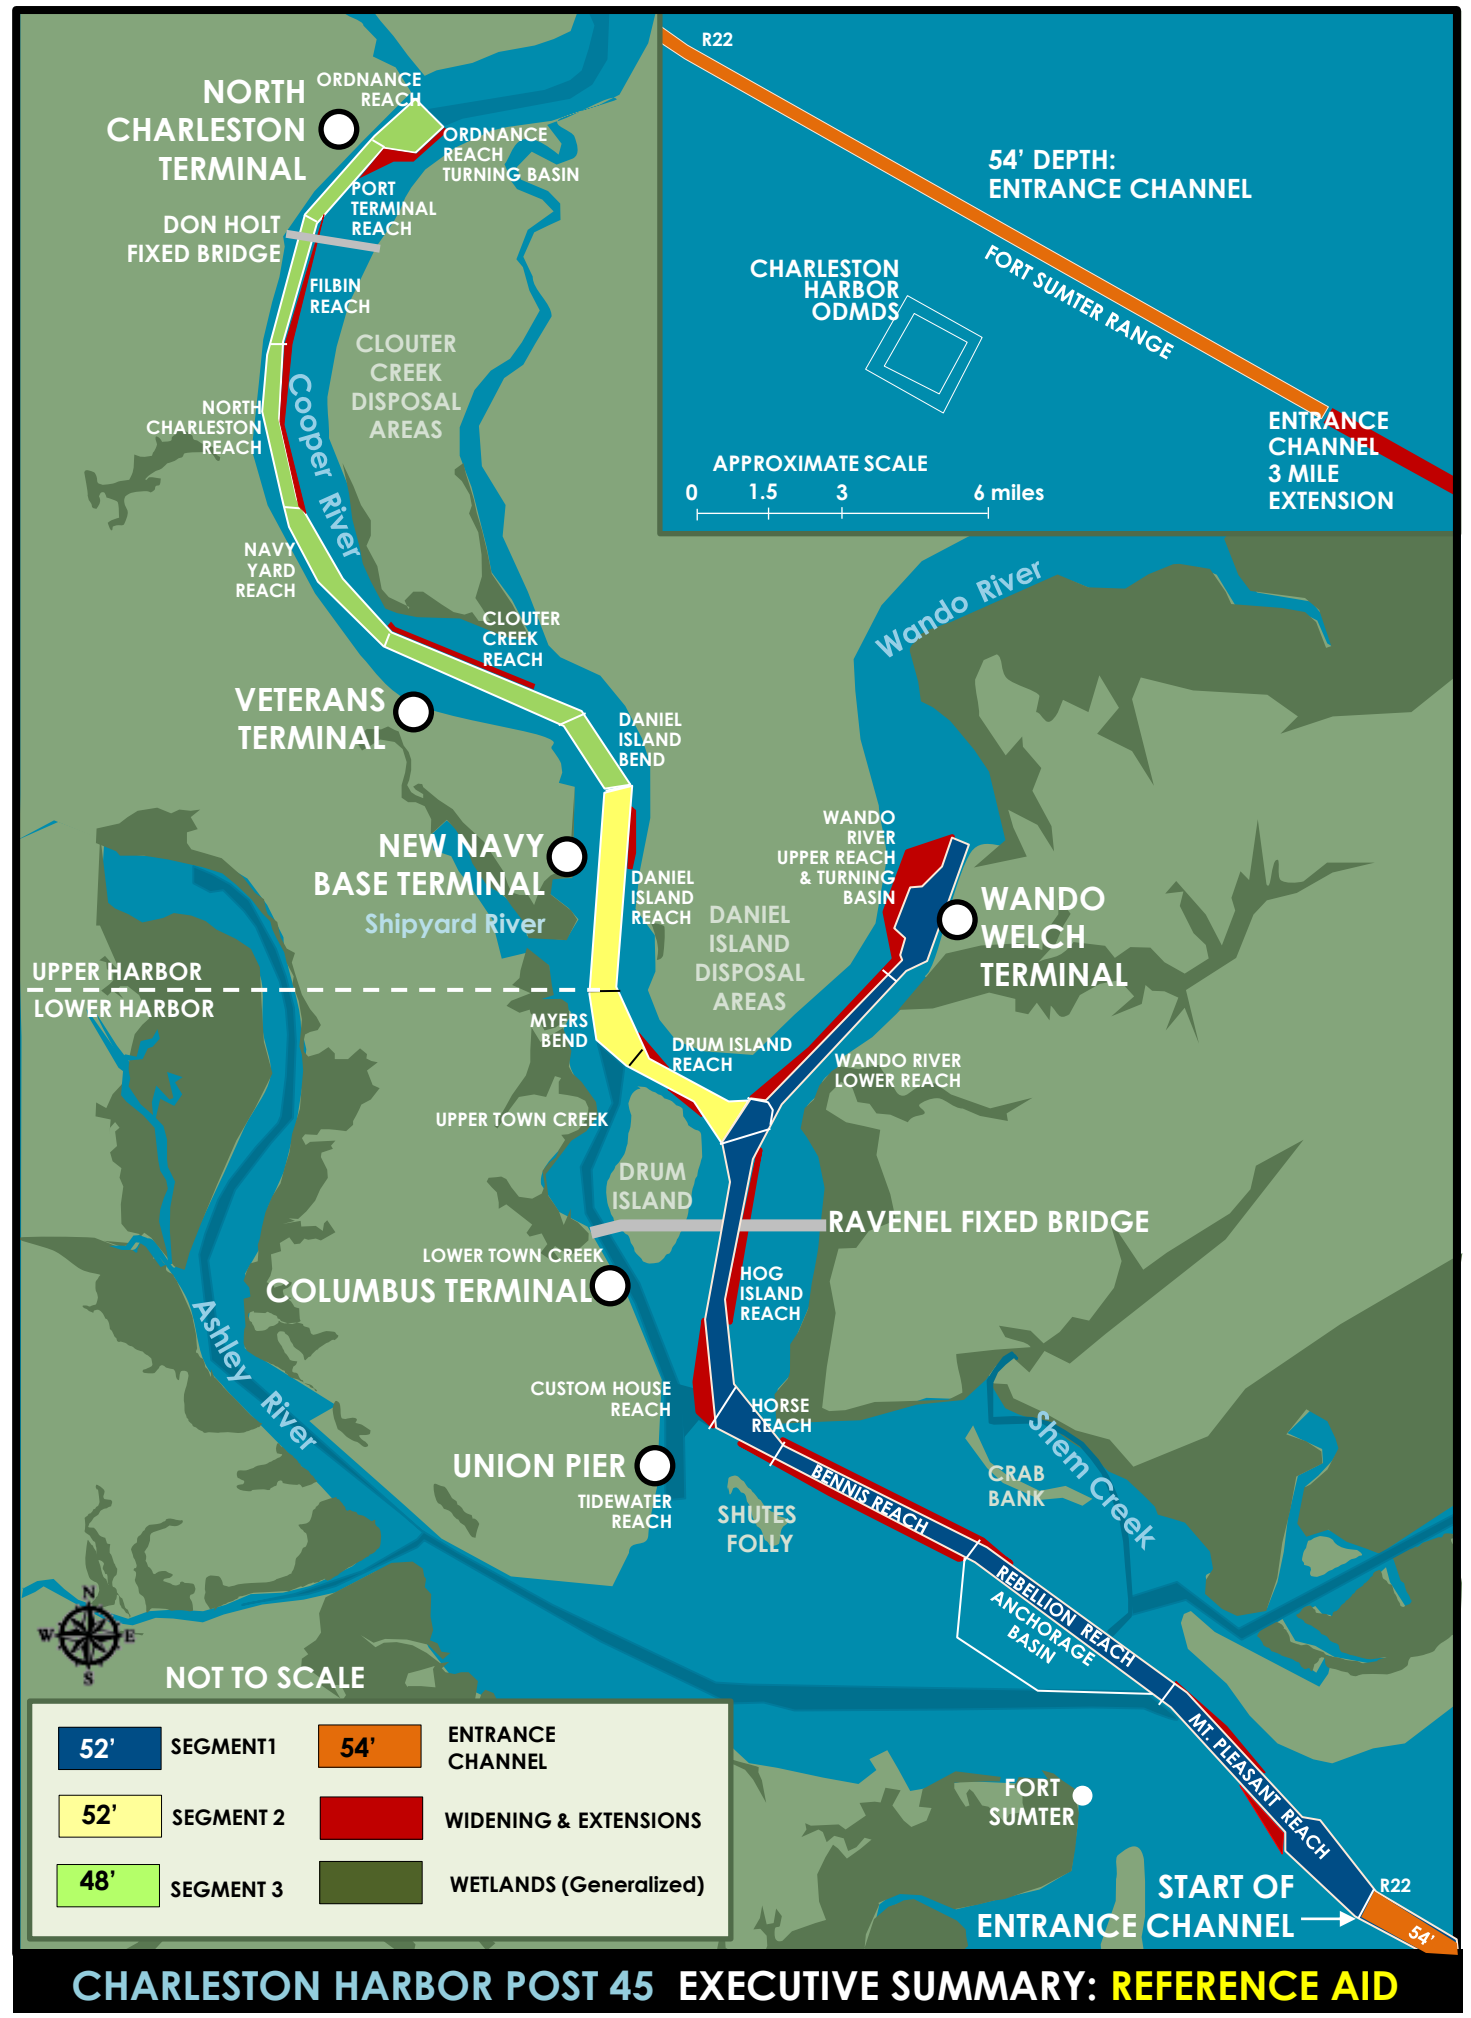 R22
54’ DEPTH:
ENTRANCE CHANNEL
FORT SUMTER RANGE
CHARLESTON
HARBOR
ODMDS
APPROXIMATE SCALE
0 1.5 3 6 miles
ENTRANCE
CHANNEL
3 MILE
EXTENSION
NORTH
CHARLESTON
TERMINAL
ORDNANCE
REACH
ORDNANCE
REACH
TURNING BASIN
PORT
TERMINAL
REACH
DON HOLT
FIXED BRIDGE
FILBIN
REACH
CLOUTER
CREEK
DISPOSAL
AREAS
Cooper River
NORTH
CHARLESTON
REACH
NAVY
YARD
REACH
Wando River
CLOUTER
CREEK
REACH
VETERANS
TERMINAL
DANIEL
ISLAND
BEND
NEW NAVY
BASE TERMINAL
Shipyard River
DANIEL
ISLAND
REACH
DANIEL
ISLAND
DISPOSAL
AREAS
WANDO
RIVER
UPPER REACH
& TURNING
BASIN
WANDO
WELCH
TERMINAL
UPPER HARBOR
LOWER HARBOR
MYERS
BEND
DRUM ISLAND
REACH
WANDO RIVER
LOWER REACH
UPPER TOWN CREEK
DRUM
ISLAND
RAVENEL FIXED BRIDGE
LOWER TOWN CREEK
COLUMBUS TERMINAL
HOG
ISLAND
REACH
Ashley River
CUSTOM HOUSE
REACH
HORSE
REACH
UNION PIER
TIDEWATER
REACH
SHUTES
FOLLY
BENNIS REACH
CRAB
BANK
Shem Creek
REBELLION REACH
ANCHORAGE
BASIN
MT. PLEASANT REACH
FORT
SUMTER
START OF
ENTRANCE CHANNEL
R22
54’
N
W E
S
NOT TO SCALE
52’ SEGMENT1
52’ SEGMENT 2
48’ SEGMENT 3
54’ ENTRANCE
CHANNEL
WIDENING & EXTENSIONS
WETLANDS (Generalized)
CHARLESTON HARBOR POST 45 EXECUTIVE SUMMARY: REFERENCE AID